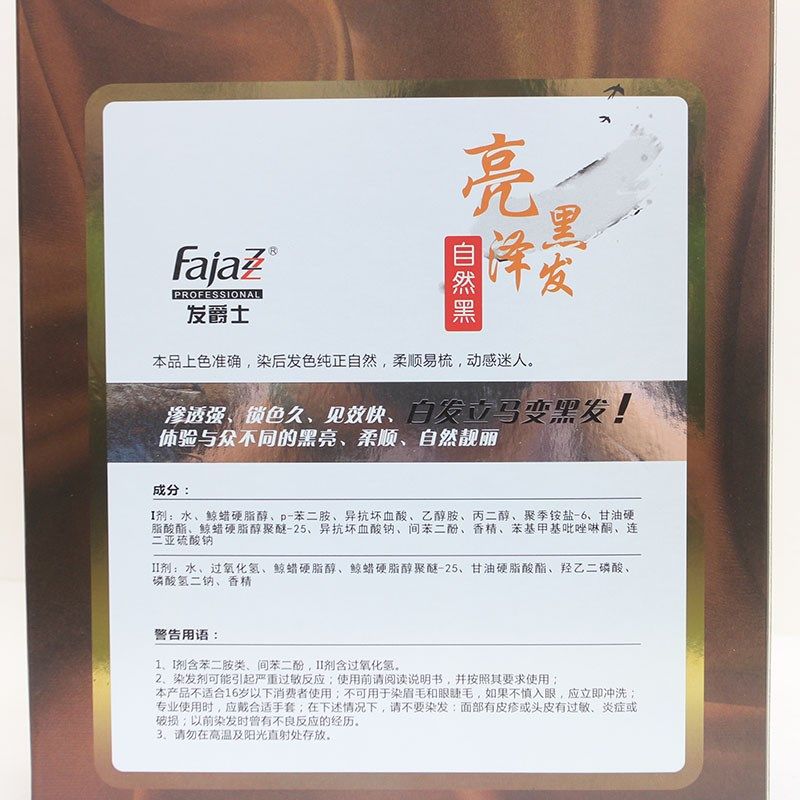 亮
泽黑发
自然黑
FajaZZ®
PROFESSIONAL
发爵士
本品上色准确，染后发色纯正自然，柔顺易梳，动感迷人。
渗透强、锁色久、见效快、白发立马变黑发！
体验与众不同的黑亮、柔顺、自然靓丽
成分：
I剂：水、鲸蜡硬脂醇、p-苯二胺、异抗坏血酸、乙醇胺、丙二醇、聚季铵盐-6、甘油硬
脂酸酯、鲸蜡硬脂醇聚醚-25、异抗坏血酸钠、间苯二酚、香精、苯基甲基吡唑啉酮、连
二亚硫酸钠
II剂：水、过氧化氢、鲸蜡硬脂醇、鲸蜡硬脂醇聚醚-25、甘油硬脂酸酯、羟乙二磷酸、
磷酸氢二钠、香精
警告用语：
1、I剂含苯二胺类、间苯二酚，II剂含过氧化氢。
2、染发剂可能引起严重过敏反应；使用前请阅读说明书，并按照其要求使用；
本产品不适合16岁以下消费者使用；不可用于染眉毛和眼睫毛，如果不慎入眼，应立即冲洗；
专业使用时，应戴合适手套；在下述情况下，请不要染发：面部有皮疹或头皮有过敏、炎症或
破损；以前染发时曾有不良反应的经历。
3、请勿在高温及阳光直射处存放。